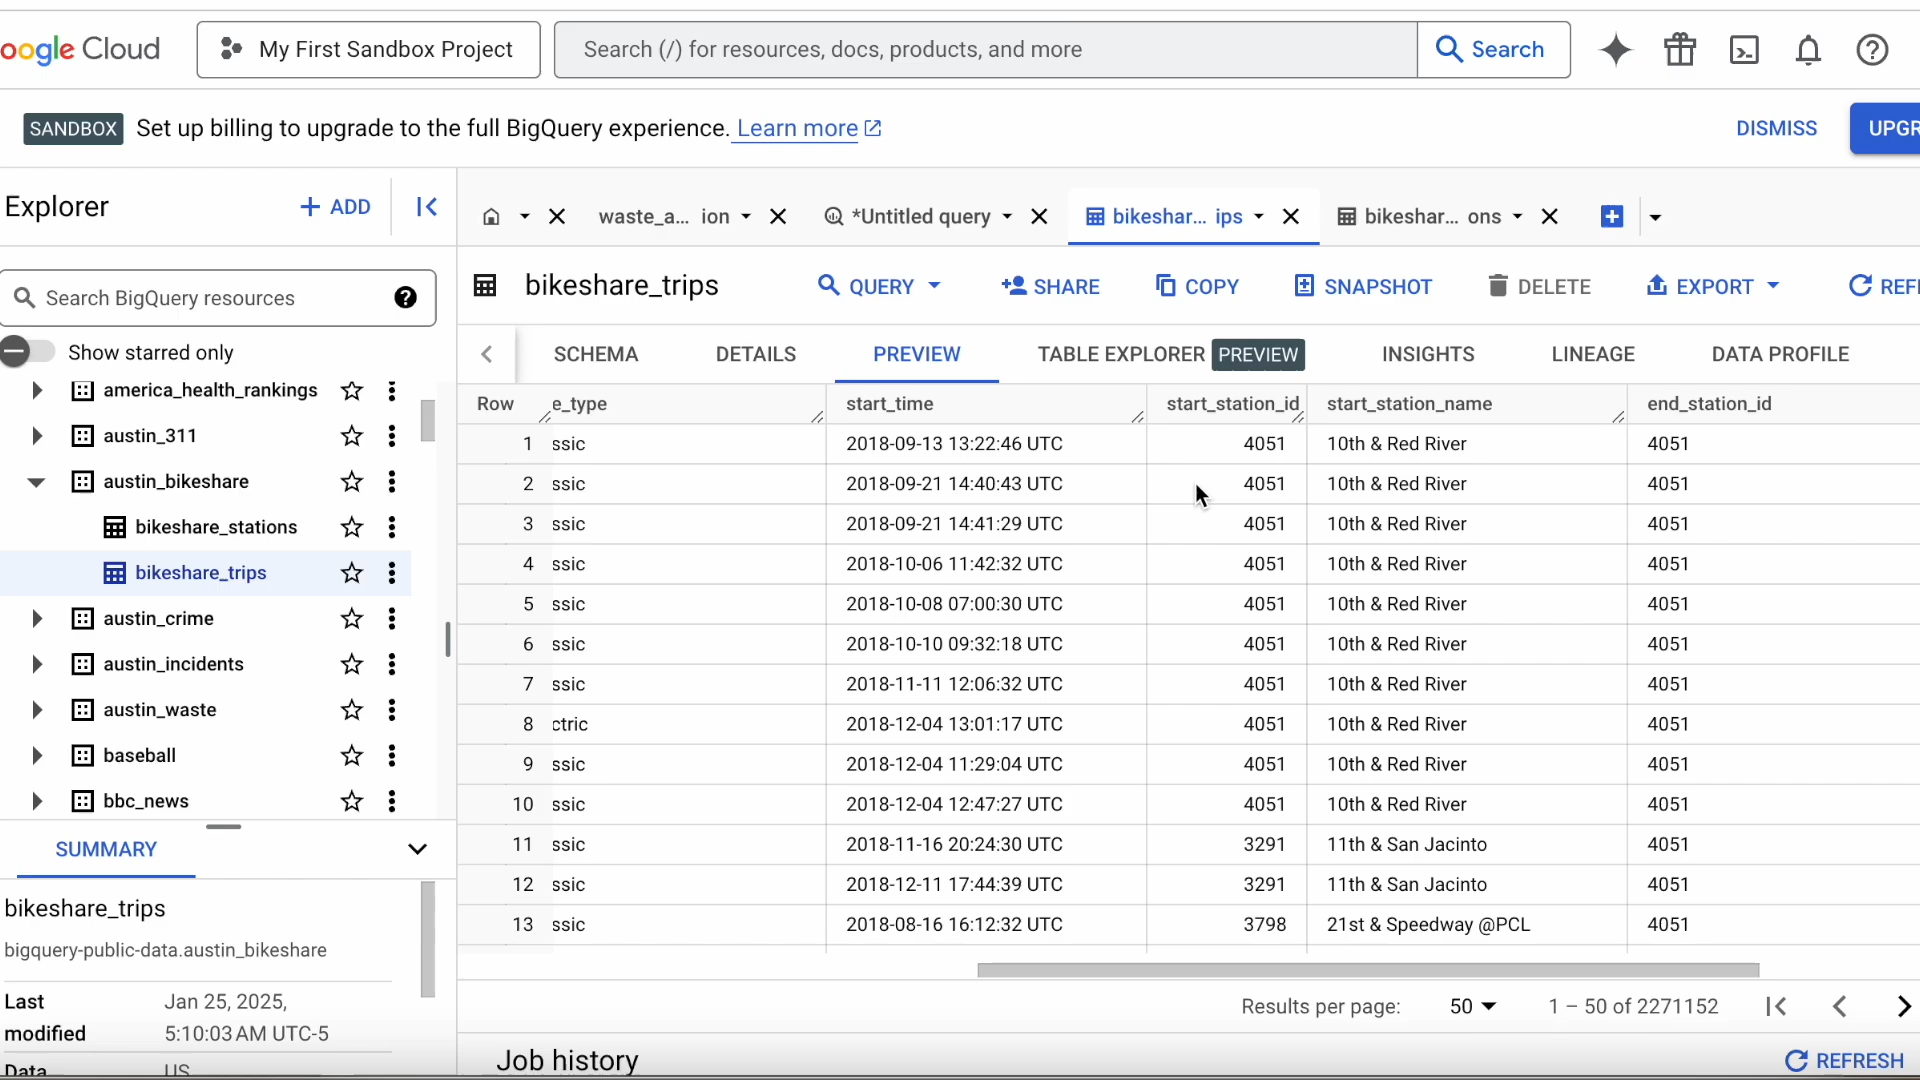 oogle Cloud
My First Sandbox Project
Search (/) for resources, docs, products, and more
Search
SANDBOX Set up billing to upgrade to the full BigQuery experience. Learn more
DISMISS
UPGR
Explorer
+ ADD
waste_a... ion
*Untitled query
bikeshar... ips
bikeshar... ons
Search BigQuery resources
bikeshare_trips
QUERY
SHARE
COPY
SNAPSHOT
DELETE
EXPORT
REF
Show starred only
SCHEMA
DETAILS
PREVIEW
TABLE EXPLORER PREVIEW
INSIGHTS
LINEAGE
DATA PROFILE
america_health_rankings
austin_311
austin_bikeshare
bikeshare_stations
bikeshare_trips
austin_crime
austin_incidents
austin_waste
baseball
bbc_news
Row e_type start_time start_station_id start_station_name end_station_id
1 ssic 2018-09-13 13:22:46 UTC 4051 10th & Red River 4051
2 ssic 2018-09-21 14:40:43 UTC 4051 10th & Red River 4051
3 ssic 2018-09-21 14:41:29 UTC 4051 10th & Red River 4051
4 ssic 2018-10-06 11:42:32 UTC 4051 10th & Red River 4051
5 ssic 2018-10-08 07:00:30 UTC 4051 10th & Red River 4051
6 ssic 2018-10-10 09:32:18 UTC 4051 10th & Red River 4051
7 ssic 2018-11-11 12:06:32 UTC 4051 10th & Red River 4051
8 ctric 2018-12-04 13:01:17 UTC 4051 10th & Red River 4051
9 ssic 2018-12-04 11:29:04 UTC 4051 10th & Red River 4051
10 ssic 2018-12-04 12:47:27 UTC 4051 10th & Red River 4051
11 ssic 2018-11-16 20:24:30 UTC 3291 11th & San Jacinto 4051
12 ssic 2018-12-11 17:44:39 UTC 3291 11th & San Jacinto 4051
13 ssic 2018-08-16 16:12:32 UTC 3798 21st & Speedway @PCL 4051
SUMMARY
bikeshare_trips
bigquery-public-data.austin_bikeshare
Last modified
Jan 25, 2025, 5:10:03 AM UTC-5
Data
US
Results per page: 50 1 – 50 of 2271152
Job history
REFRESH